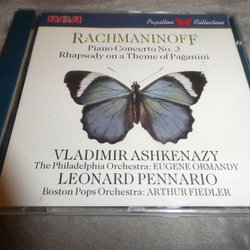 RCA Papillon Collection
RACHMANINOFF
Piano Concerto No. 3
Rhapsody on a Theme of Paganini
VLADIMIR ASHKENAZY
The Philadelphia Orchestra: EUGENE ORMANDY
LEONARD PENNARIO
Boston Pops Orchestra: ARTHUR FIEDLER